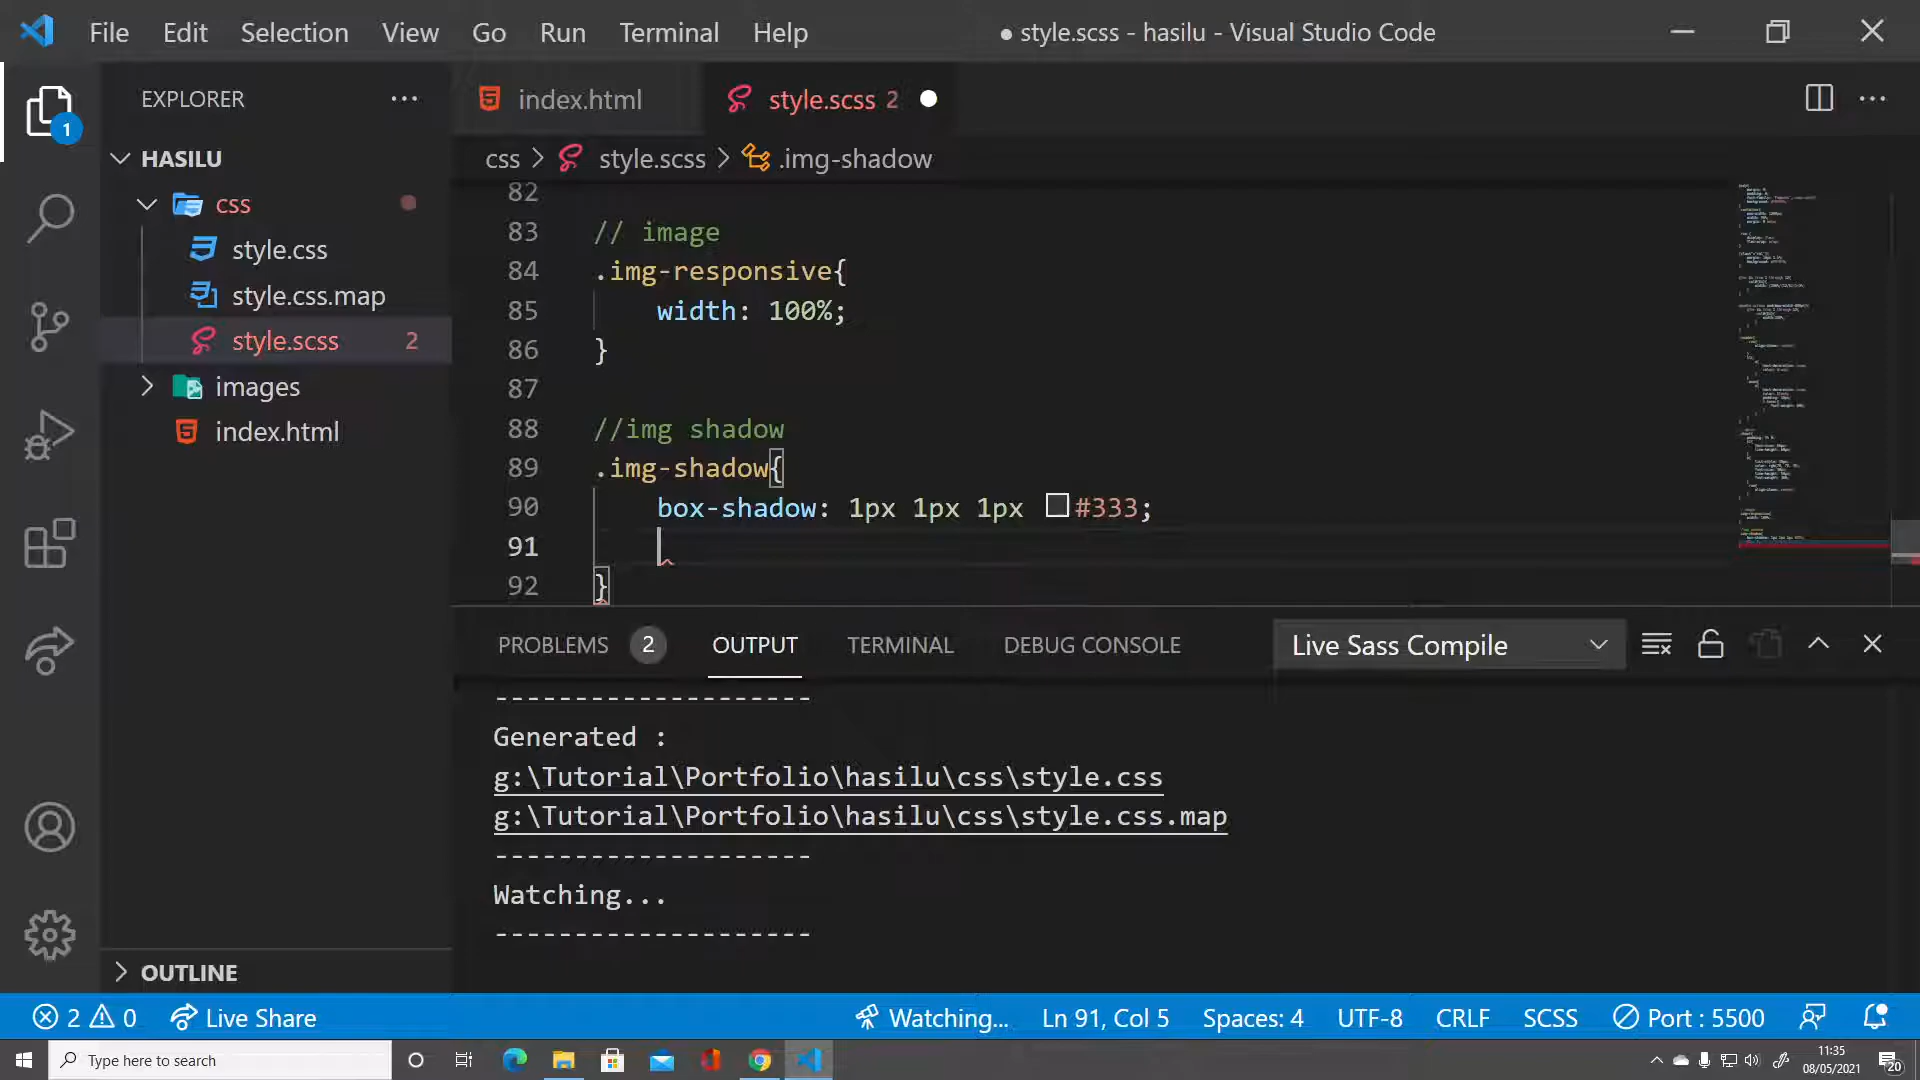 File Edit Selection View Go Run Terminal Help
● style.scss - hasilu - Visual Studio Code
EXPLORER
1
HASILU
css
style.css
style.css.map
style.scss 2
images
index.html
OUTLINE
index.html
style.scss 2
css > style.scss > .img-shadow
82
83 // image
84 .img-responsive{
85 width: 100%;
86 }
87
88 //img shadow
89 .img-shadow{
90 box-shadow: 1px 1px 1px #333;
91
92 }
PROBLEMS 2 OUTPUT TERMINAL DEBUG CONSOLE Live Sass Compile
--------------------
Generated :
g:\Tutorial\Portfolio\hasilu\css\style.css
g:\Tutorial\Portfolio\hasilu\css\style.css.map
--------------------
Watching...
--------------------
2 0 Live Share Watching... Ln 91, Col 5 Spaces: 4 UTF-8 CRLF SCSS Port : 5500
Type here to search
11:35
08/05/2021
20